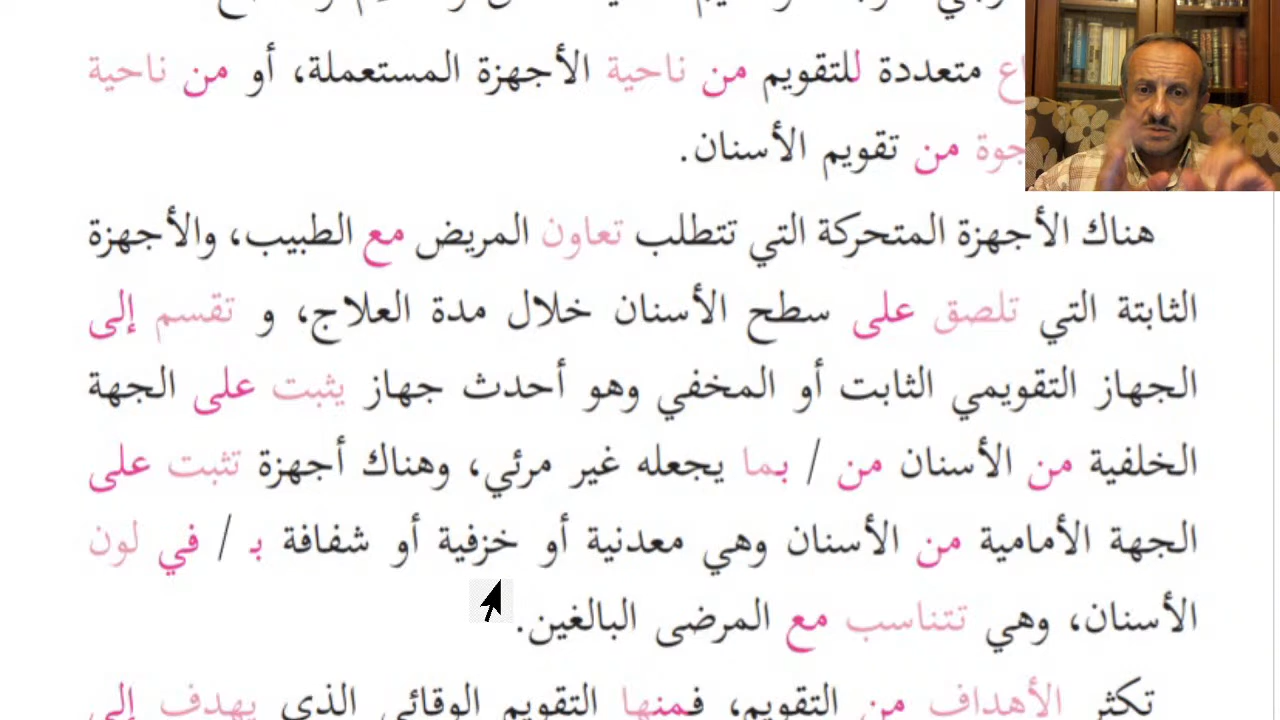 متعددة للتقويم من ناحية الأجهزة المستعملة، أو من ناحية
من تقويم الأسنان.
هناك الأجهزة المتحركة التي تتطلب تعاون المريض مع الطبيب، والأجهزة
الثابتة التي تلصق على سطح الأسنان خلال مدة العلاج، و تقسم إلى
الجهاز التقويمي الثابت أو المخفي وهو أحدث جهاز يثبت على الجهة
الخلفية من الأسنان من / بما يجعله غير مرئي، وهناك أجهزة تثبت على
الجهة الأمامية من الأسنان وهي معدنية أو خزفية أو شفافة بـ / في لون
الأسنان، وهي تتناسب مع المرضى البالغين.
تكثر الأهداف من التقويم، فمنها التقويم الوقائي الذي يهدف إلى